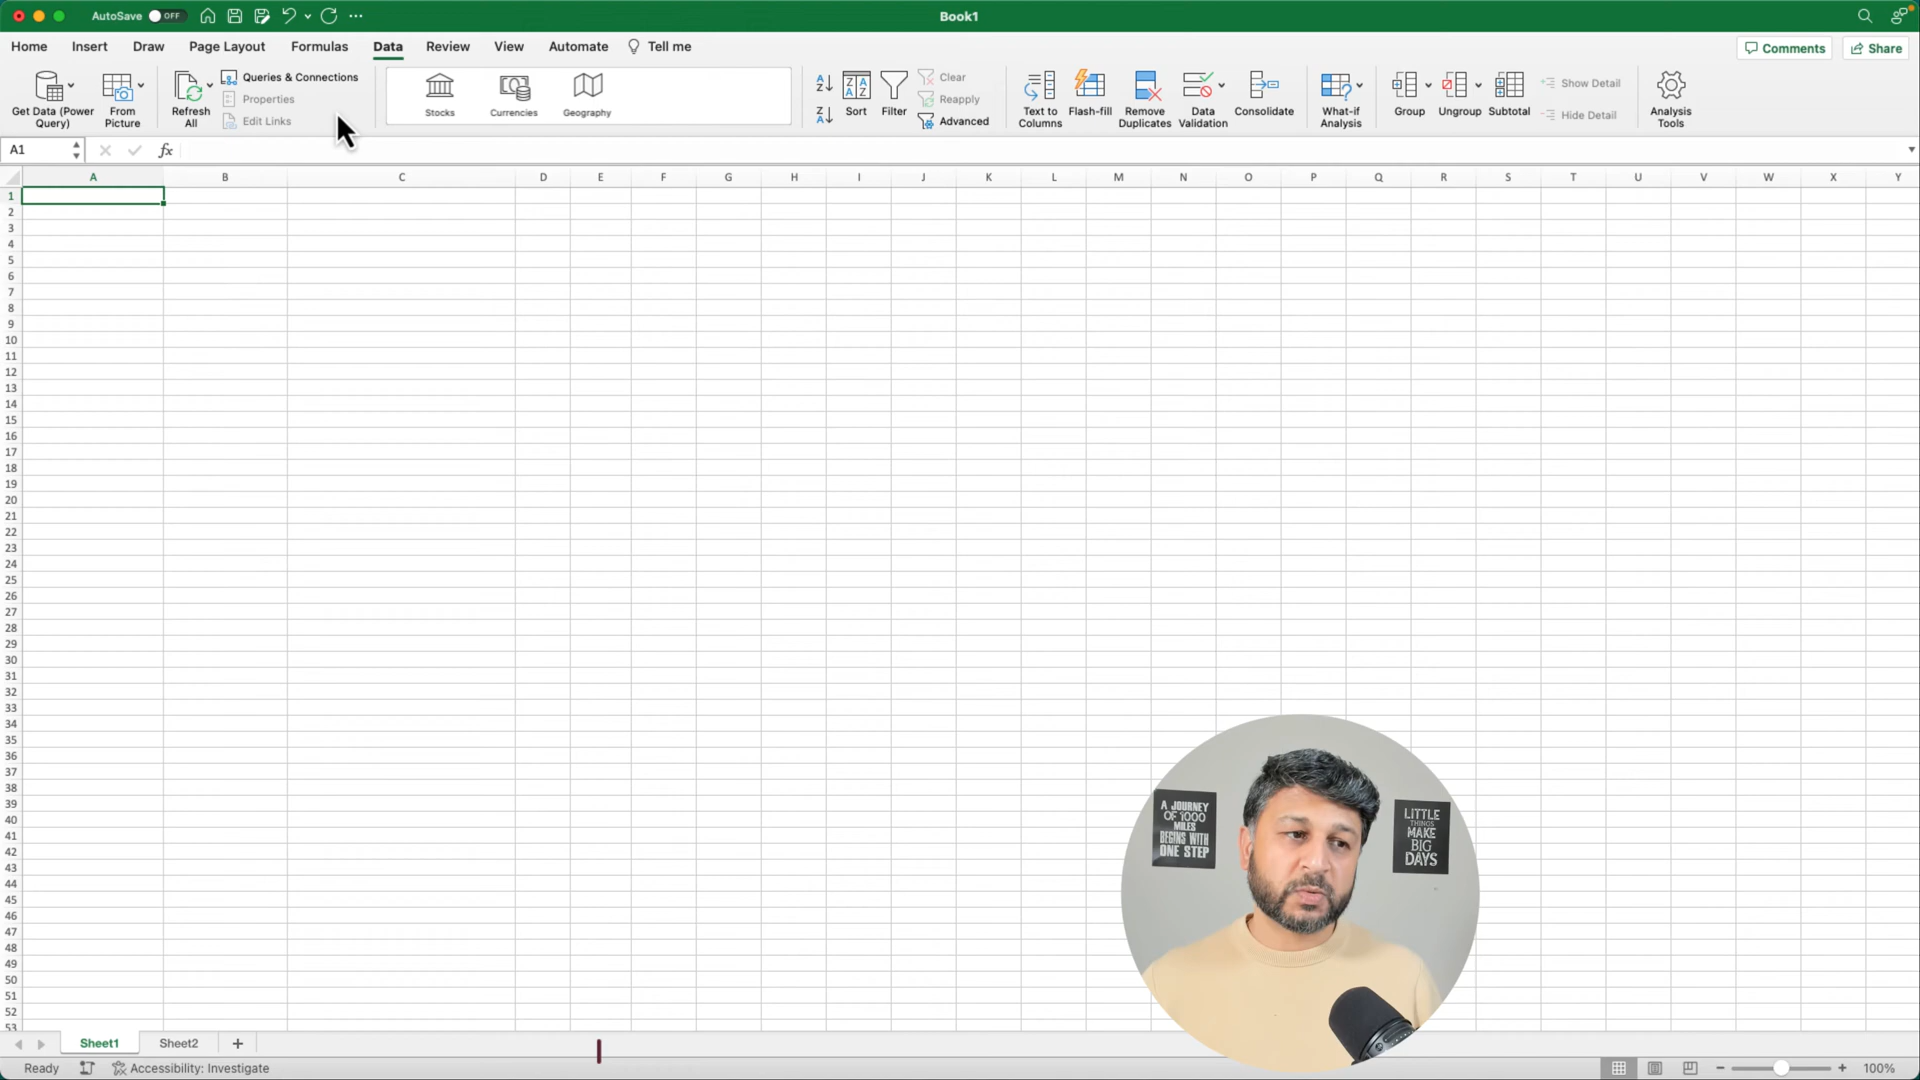 AutoSave OFF
Book1
Home Insert Draw Page Layout Formulas Data Review View Automate Tell me
Comments Share
Get Data (Power Query)
From Picture
Refresh All
Queries & Connections
Properties
Edit Links
Stocks
Currencies
Geography
Sort
Filter
Clear
Reapply
Advanced
Text to Columns
Flash-fill
Remove Duplicates
Data Validation
Consolidate
What-if Analysis
Group
Ungroup
Subtotal
Show Detail
Hide Detail
Analysis Tools
A1
fx
A B C D E F G H I J K L M N O P Q R S T U V W X Y
1
2
3
4
5
6
7
8
9
10
11
12
13
14
15
16
17
18
19
20
21
22
23
24
25
26
27
28
29
30
31
32
33
34
35
36
37
38
39
40
41
42
43
44
45
46
47
48
49
50
51
52
53
A JOURNEY
OF 1000
MILES
BEGINS WITH
ONE STEP
LITTLE
THINGS
MAKE
BIG
DAYS
Sheet1 Sheet2
Ready Accessibility: Investigate
100%